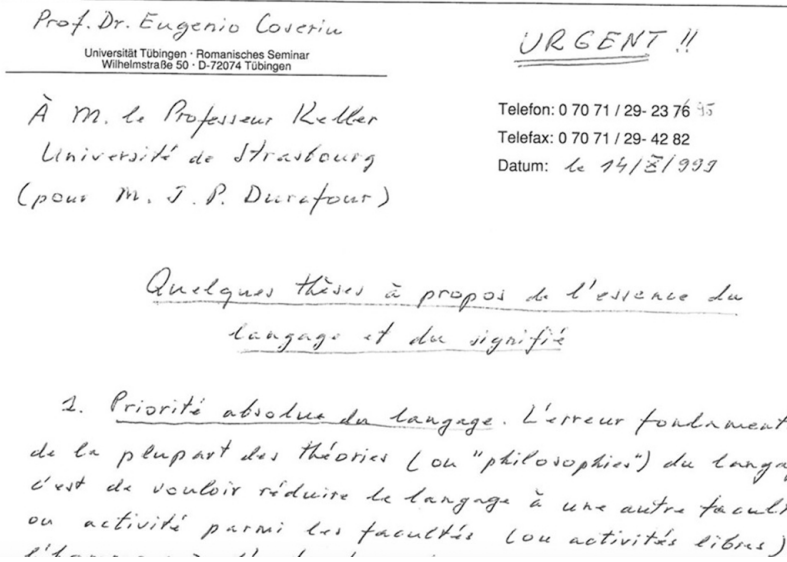 Prof. Dr. Eugenio Coseriu
Universität Tübingen · Romanisches Seminar
Wilhelmstraße 50 · D-72074 Tübingen
URGENT !!
À M. le Professeur Keller
Université de Strasbourg
(pour M. J. P. Durafour)
Telefon: 0 70 71 / 29- 23 76
Telefax: 0 70 71 / 29- 42 82
Datum: le 14/X/1999
Quelques thèses à propos de l'essence du
langage et du signifié
1. Priorité absolue du langage. L'erreur fondament
de la plupart des théories (ou "philosophies") du langa
c'est de vouloir réduire le langage à une autre facult
ou activité parmi les facultés (ou activités libres)